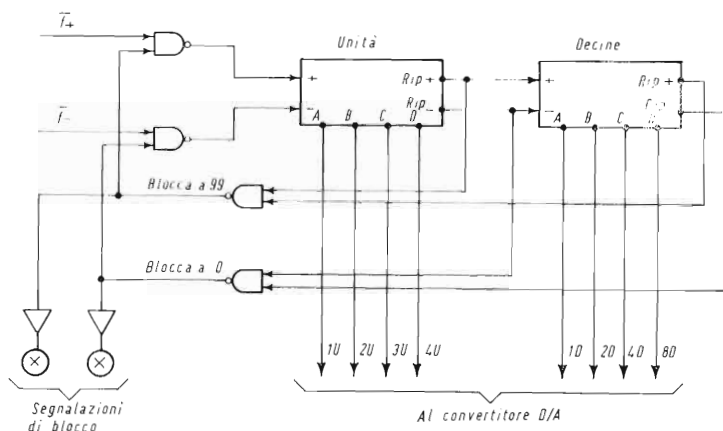 f̅+
Unità
Decine
+
Rip +
+
Rip +
−
Rip −
−
A B C D
A B C
f̅−
Blocca a 99
Blocca a 0
1U 2U 3U 4U
1D 2D 4D 8D
Segnalazioni
di blocco
Al convertitore D/A